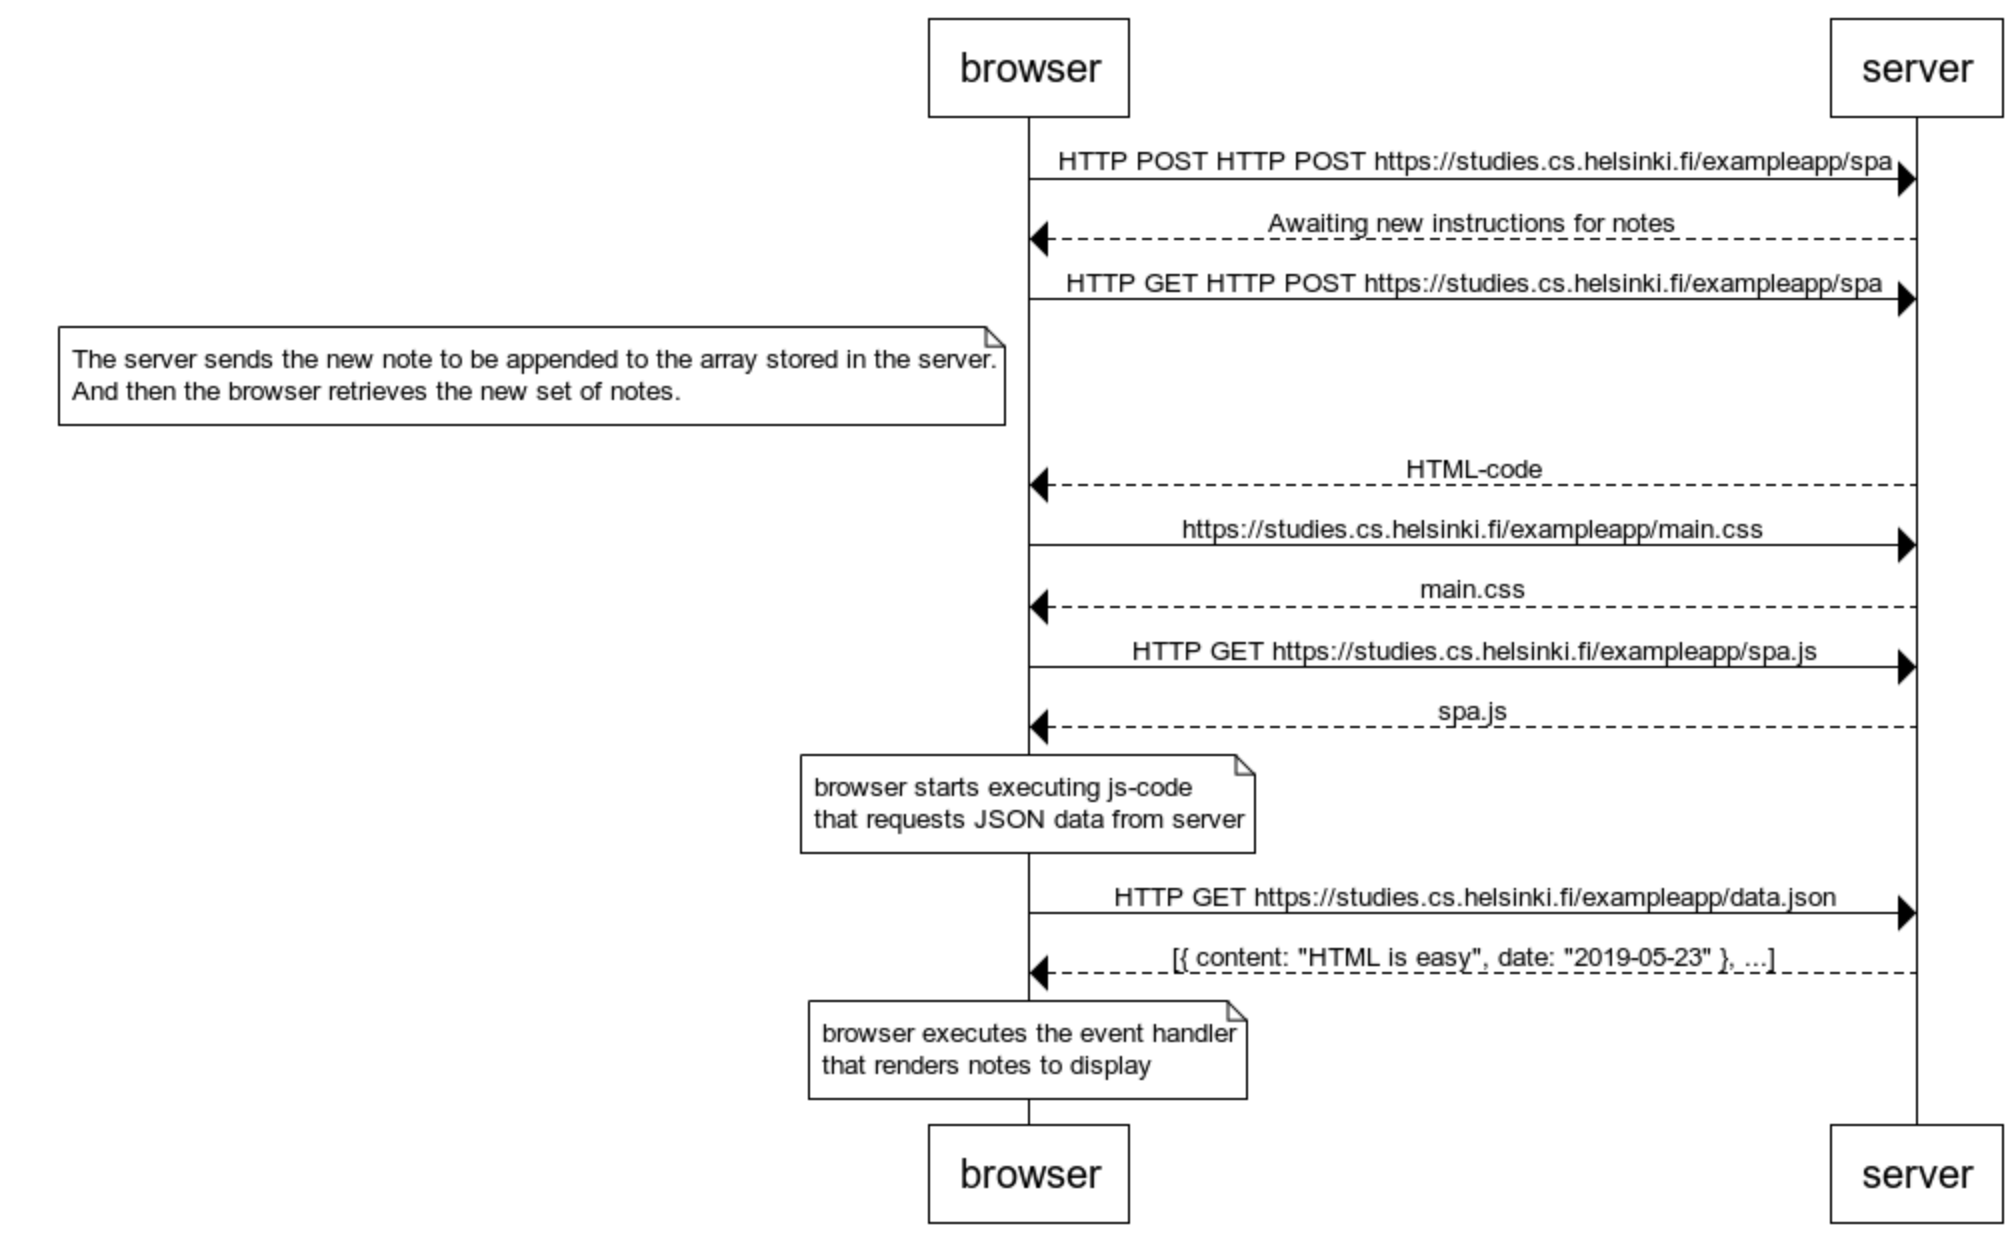 browser
server
HTTP POST HTTP POST https://studies.cs.helsinki.fi/exampleapp/spa
Awaiting new instructions for notes
HTTP GET HTTP POST https://studies.cs.helsinki.fi/exampleapp/spa
The server sends the new note to be appended to the array stored in the server.
And then the browser retrieves the new set of notes.
HTML-code
https://studies.cs.helsinki.fi/exampleapp/main.css
main.css
HTTP GET https://studies.cs.helsinki.fi/exampleapp/spa.js
spa.js
browser starts executing js-code
that requests JSON data from server
HTTP GET https://studies.cs.helsinki.fi/exampleapp/data.json
[{ content: "HTML is easy", date: "2019-05-23" }, ...]
browser executes the event handler
that renders notes to display
browser
server